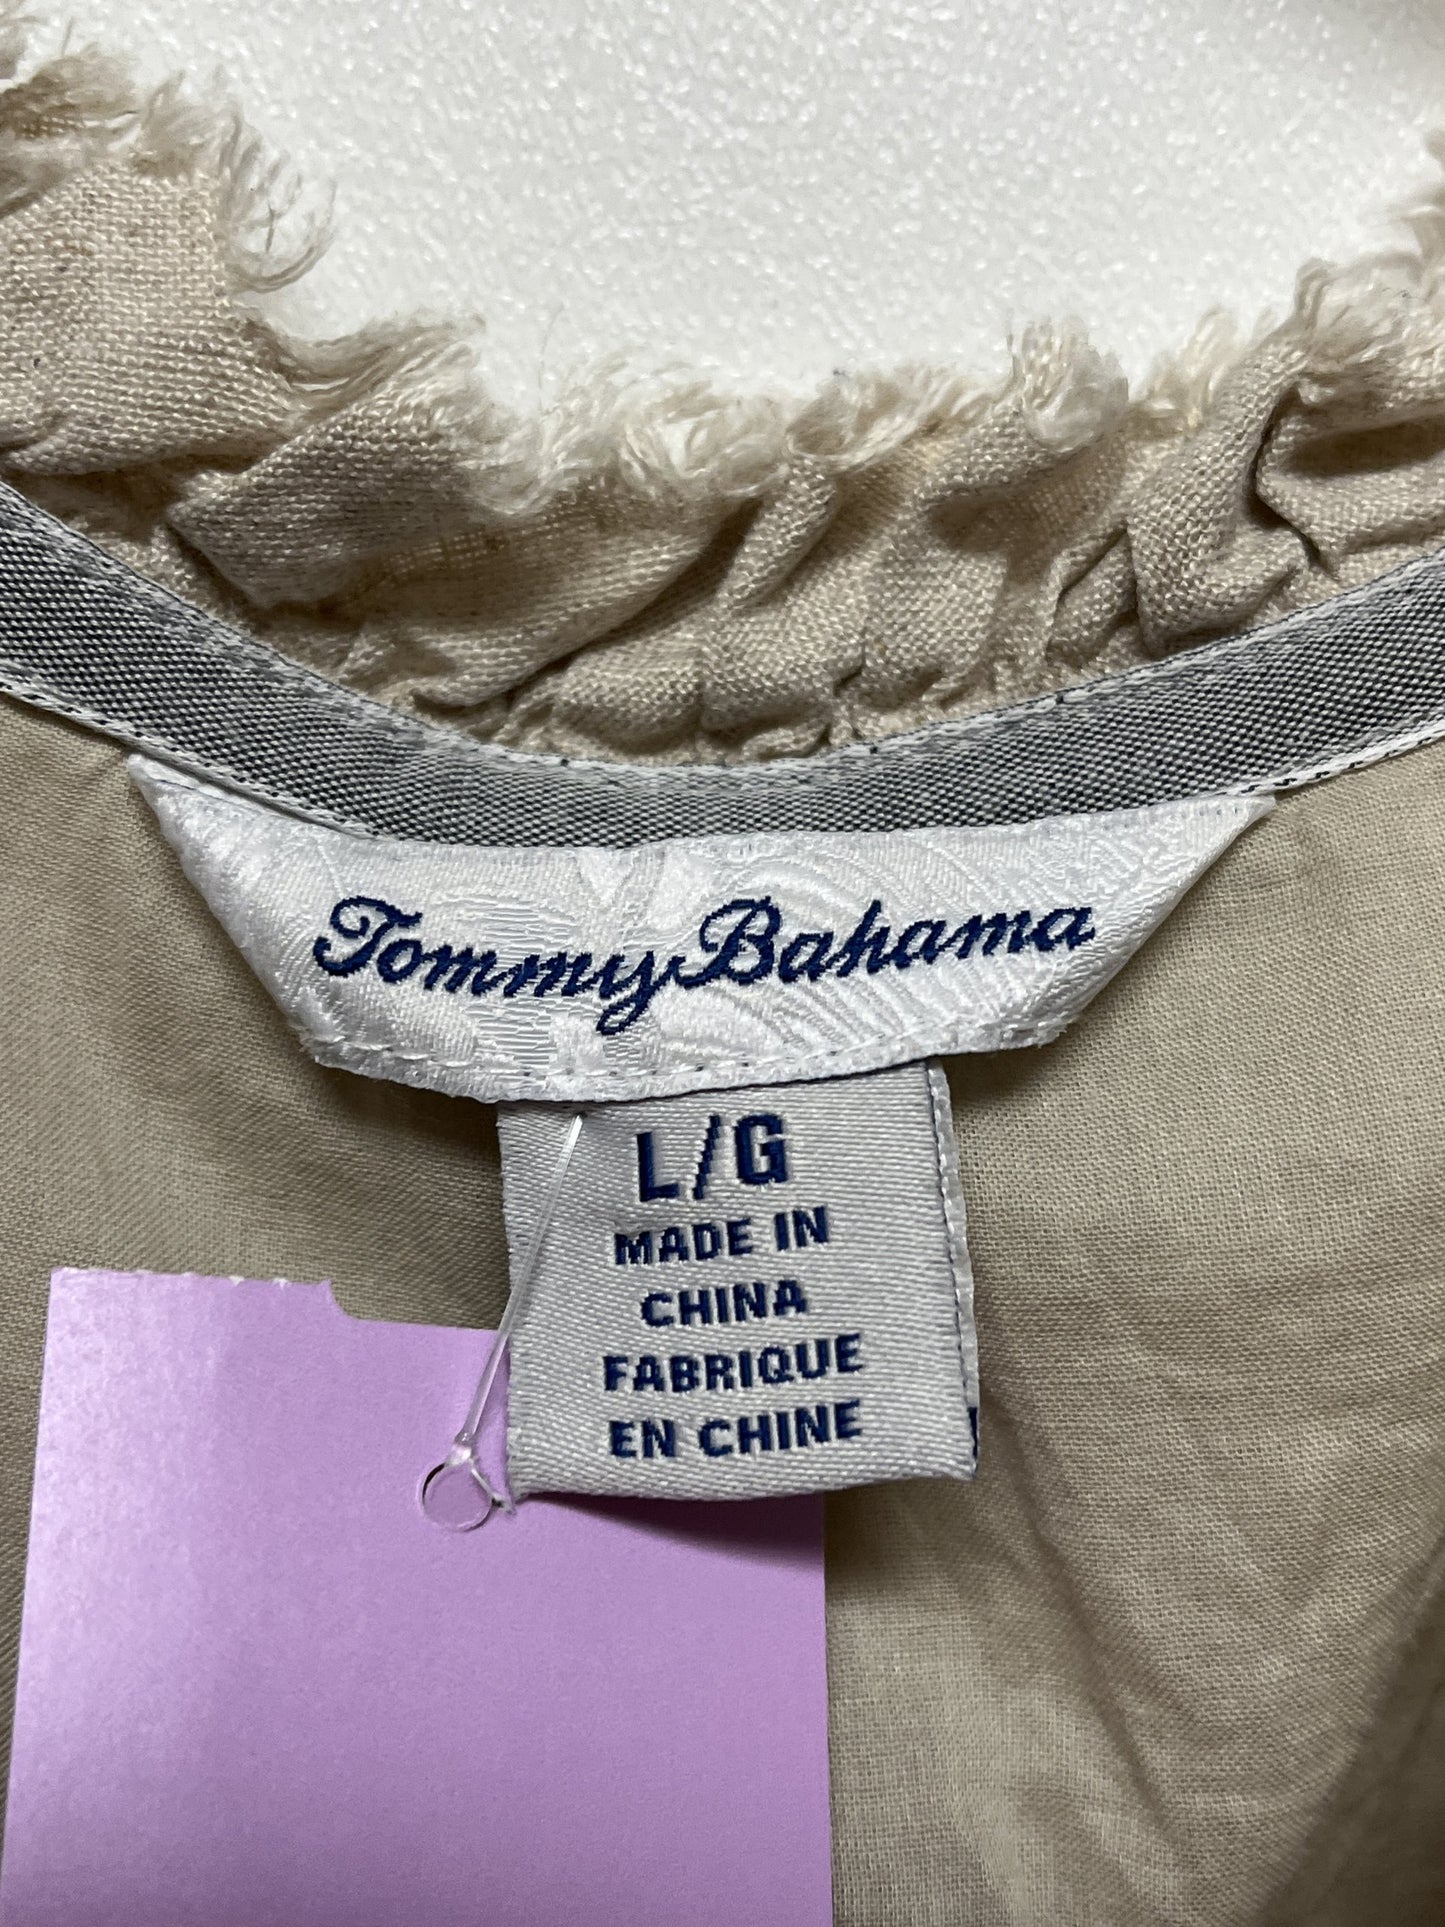 Tommy Bahama
L/G
MADE IN
CHINA
FABRIQUE
EN CHINE